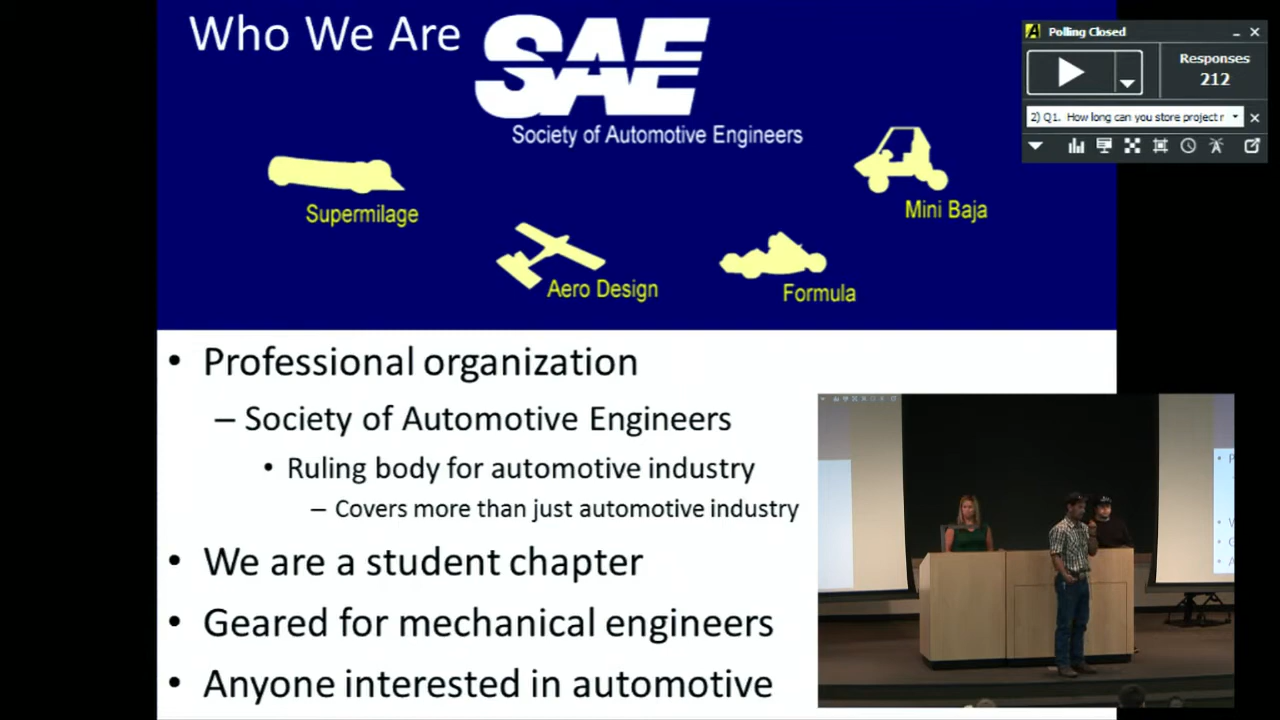 Who We Are
SAE
Society of Automotive Engineers
Supermilage
Aero Design
Formula
Mini Baja
• Professional organization
– Society of Automotive Engineers
• Ruling body for automotive industry
– Covers more than just automotive industry
• We are a student chapter
• Geared for mechanical engineers
• Anyone interested in automotive
Polling Closed
Responses
212
2) Q1. How long can you store project